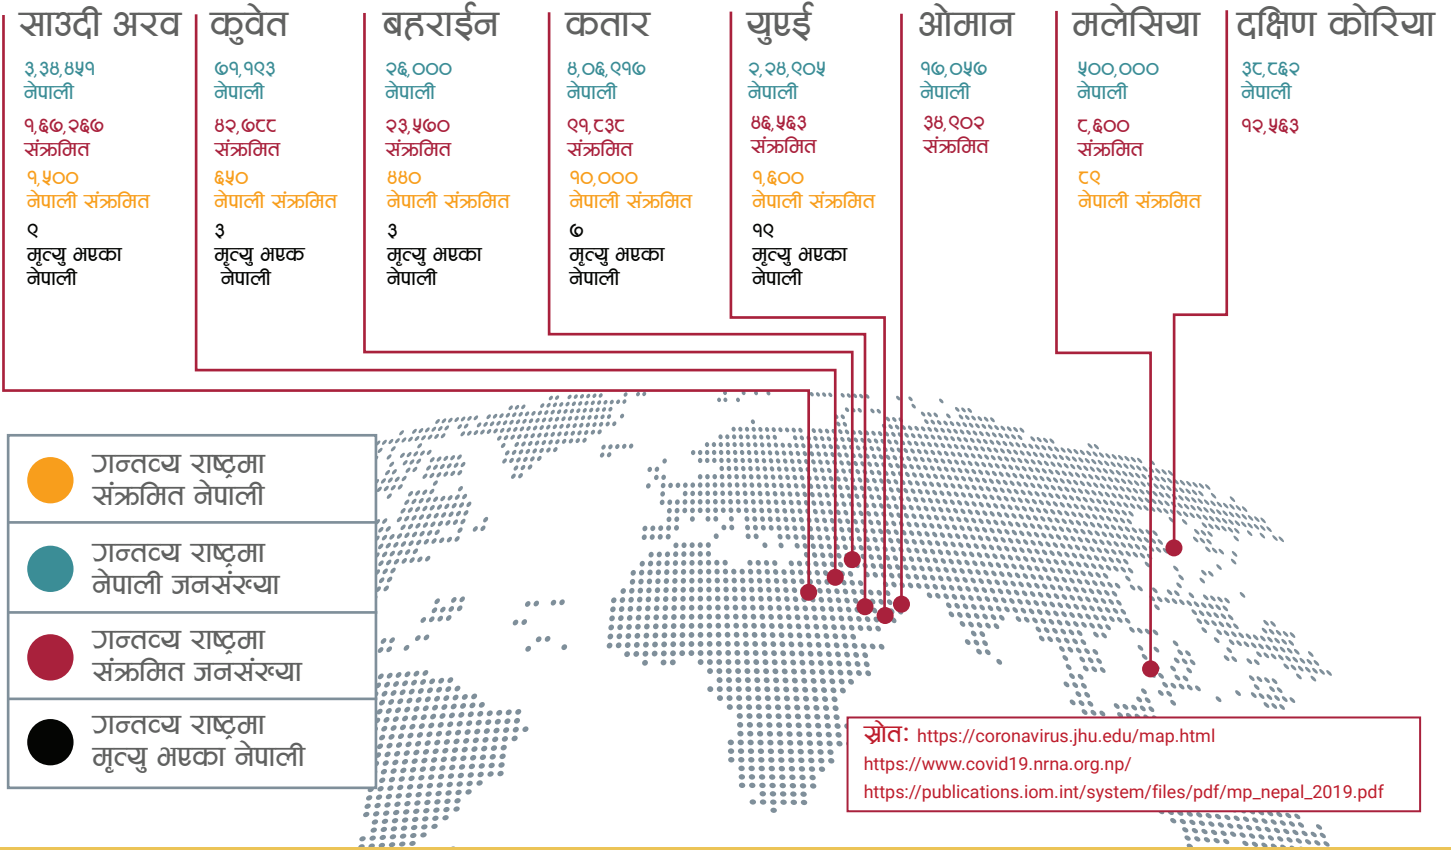 साउदी अरव
३,३४,४५१
नेपाली
१,६७,२६७
संक्रमित
१,५००
नेपाली संक्रमित
९
मृत्यु भएका
नेपाली
कुवेत
७१,१९३
नेपाली
४२,७८८
संक्रमित
६५०
नेपाली संक्रमित
३
मृत्यु भएक
नेपाली
बहराईन
२६,०००
नेपाली
२३,५७०
संक्रमित
४४०
नेपाली संक्रमित
३
मृत्यु भएका
नेपाली
कतार
४,०६,९१७
नेपाली
९१,८३८
संक्रमित
१०,०००
नेपाली संक्रमित
७
मृत्यु भएका
नेपाली
युएई
२,२४,९०५
नेपाली
४६,५६३
संक्रमित
१,६००
नेपाली संक्रमित
१९
मृत्यु भएका
नेपाली
ओमान
१७,०५७
नेपाली
३४,९०२
संक्रमित
मलेसिया
५००,०००
नेपाली
८,६००
संक्रमित
८९
नेपाली संक्रमित
दक्षिण कोरिया
३८,८६२
नेपाली
१२,५६३
गन्तव्य राष्ट्रमा
संक्रमित नेपाली
गन्तव्य राष्ट्रमा
नेपाली जनसंख्या
गन्तव्य राष्ट्रमा
संक्रमित जनसंख्या
गन्तव्य राष्ट्रमा
मृत्यु भएका नेपाली
स्रोतः https://coronavirus.jhu.edu/map.html
https://www.covid19.nrna.org.np/
https://publications.iom.int/system/files/pdf/mp_nepal_2019.pdf